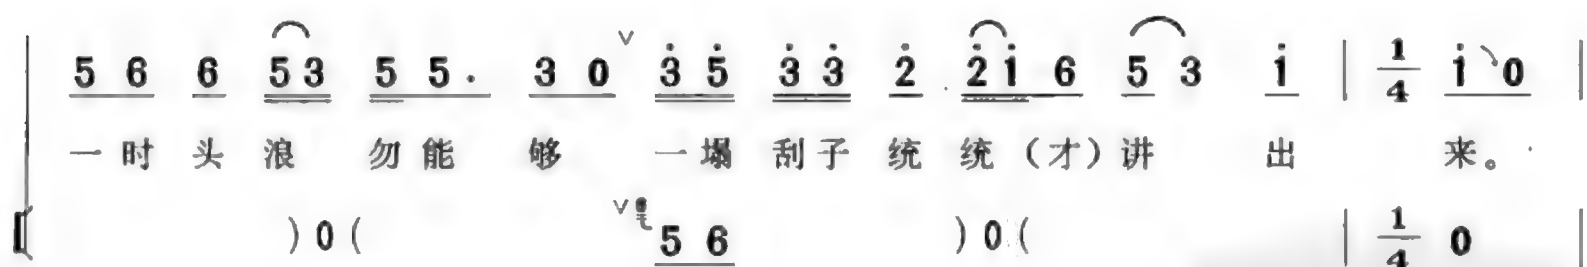 5 6 6 5 3 5 5 . 3 0 ∨ 3̇ 5̇ 3̇ 3̇ 2̇ 2̇ 1̇ 6 5 3 1̇ | 1/4 1̇ 0 |
一时 头 浪 勿能 够 一塌 刮子 统 统（才）讲 出 来。
) 0 ( ∨ 5 6 ) 0 ( | 1/4 0 |